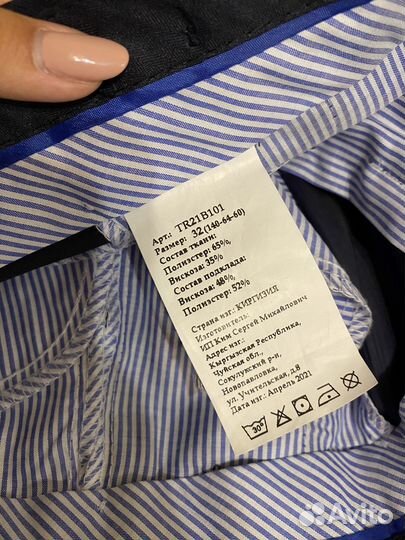 Арт.: TR21B101
Размер: 32(140-64-60)
Состав ткани:
Полиэстер: 65%,
Вискоза: 35%
Состав подклада:
Вискоза: 48%
Полиэстер: 52%
Страна изг: КИРГИЗИЯ
Изготовитель:
ИП Ким Сергей Михайлович
Адрес изг:
Кыргызская Республика,
Чуйская обл.,
Сокулукский р-н,
Новопавловка,
ул. Учительская, д.8
Дата изг: Апрель 2021
30°
Avito